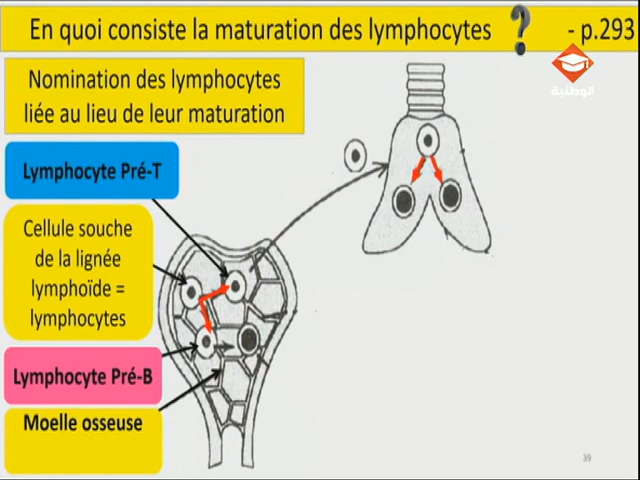 En quoi consiste la maturation des lymphocytes ? - p.293
الوطنية
Nomination des lymphocytes
liée au lieu de leur maturation
Lymphocyte Pré-T
Cellule souche
de la lignée
lymphoïde =
lymphocytes
Lymphocyte Pré-B
Moelle osseuse
39